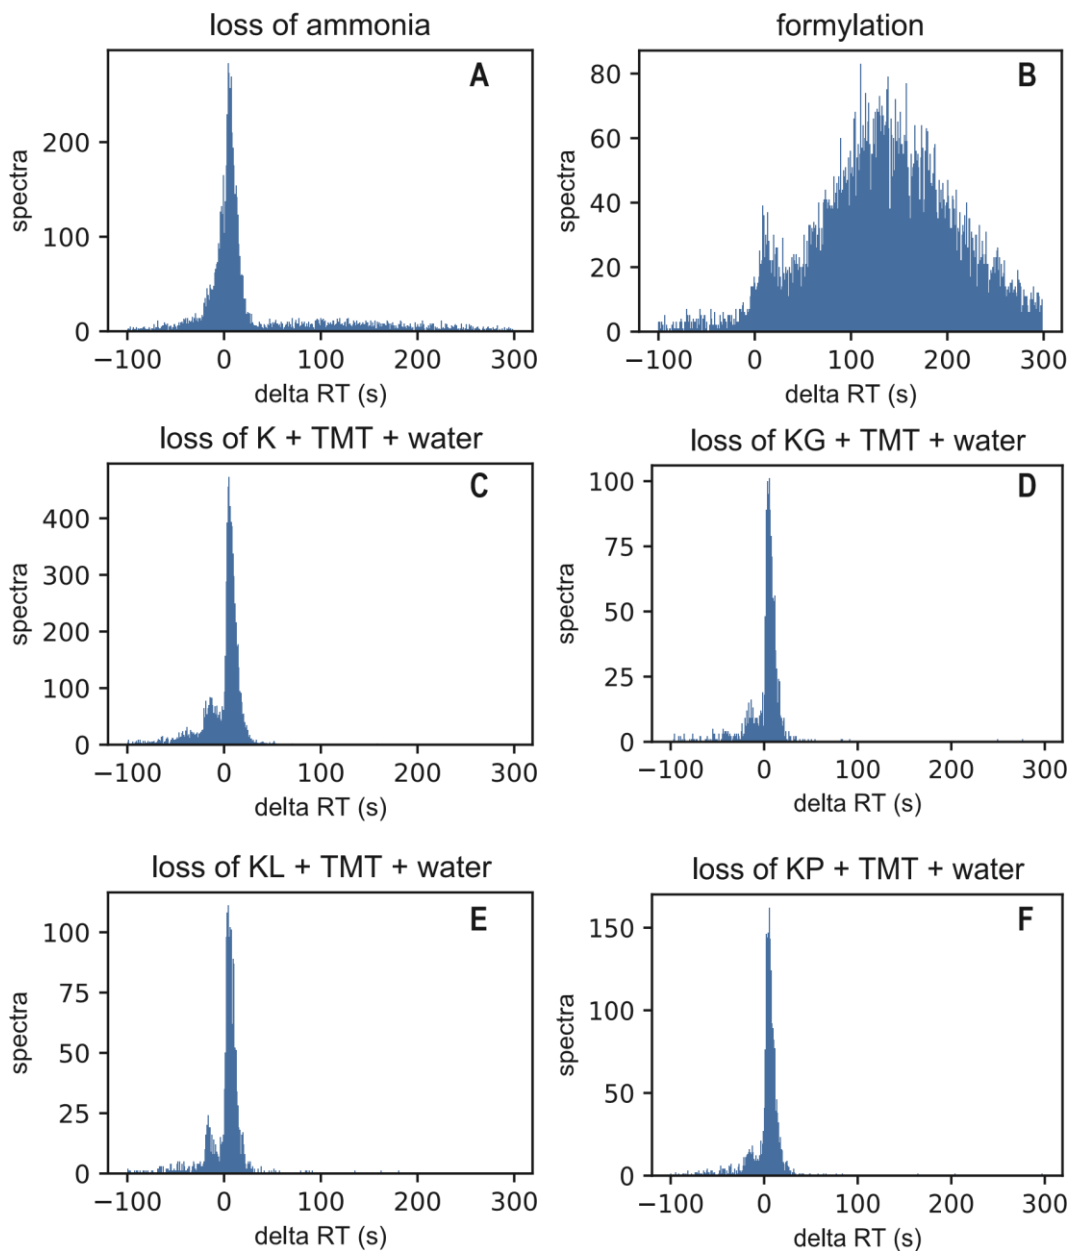 loss of ammonia
A
spectra
200
100
0
−100 0 100 200 300
delta RT (s)
formylation
B
spectra
80
60
40
20
0
−100 0 100 200 300
delta RT (s)
loss of K + TMT + water
C
spectra
400
300
200
100
0
−100 0 100 200 300
delta RT (s)
loss of KG + TMT + water
D
spectra
100
75
50
25
0
−100 0 100 200 300
delta RT (s)
loss of KL + TMT + water
E
spectra
100
75
50
25
0
−100 0 100 200 300
delta RT (s)
loss of KP + TMT + water
F
spectra
150
100
50
0
−100 0 100 200 300
delta RT (s)